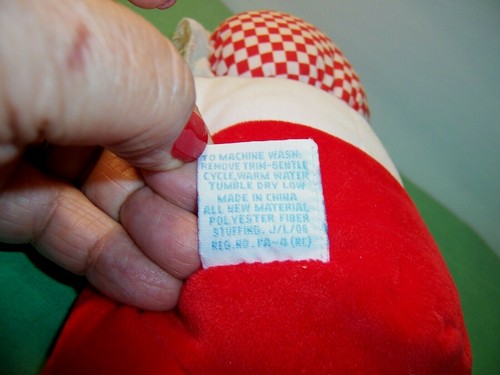 TO MACHINE WASH:
REMOVE TRIM-GENTLE
CYCLE, WARM WATER
TUMBLE DRY LOW
MADE IN CHINA
ALL NEW MATERIAL
POLYESTER FIBER
STUFFING. J/L/06
REG.NO. PA-4 (RC)